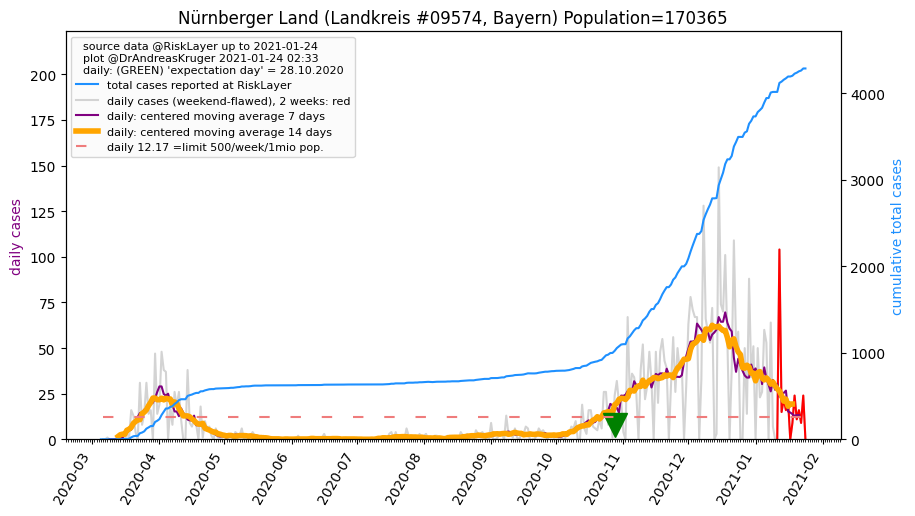 Nürnberger Land (Landkreis #09574, Bayern) Population=170365
source data @RiskLayer up to 2021-01-24
plot @DrAndreasKruger 2021-01-24 02:33
daily: (GREEN) 'expectation day' = 28.10.2020
total cases reported at RiskLayer
daily cases (weekend-flawed), 2 weeks: red
daily: centered moving average 7 days
daily: centered moving average 14 days
daily 12.17 =limit 500/week/1mio pop.
daily cases
200
175
150
125
100
75
50
25
0
cumulative total cases
4000
3000
2000
1000
0
2020-03
2020-04
2020-05
2020-06
2020-07
2020-08
2020-09
2020-10
2020-11
2020-12
2021-01
2021-02